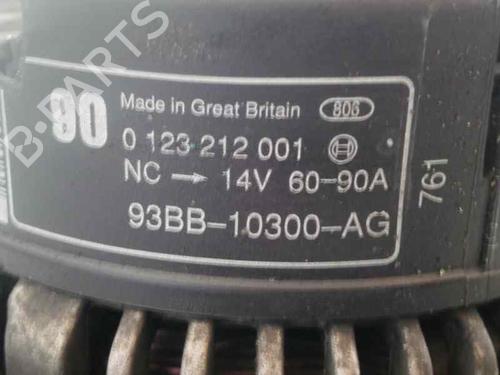 B-PARTS
90
Made in Great Britain 806
0 123 212 001
NC → 14V 60-90A
93BB-10300-AG
761